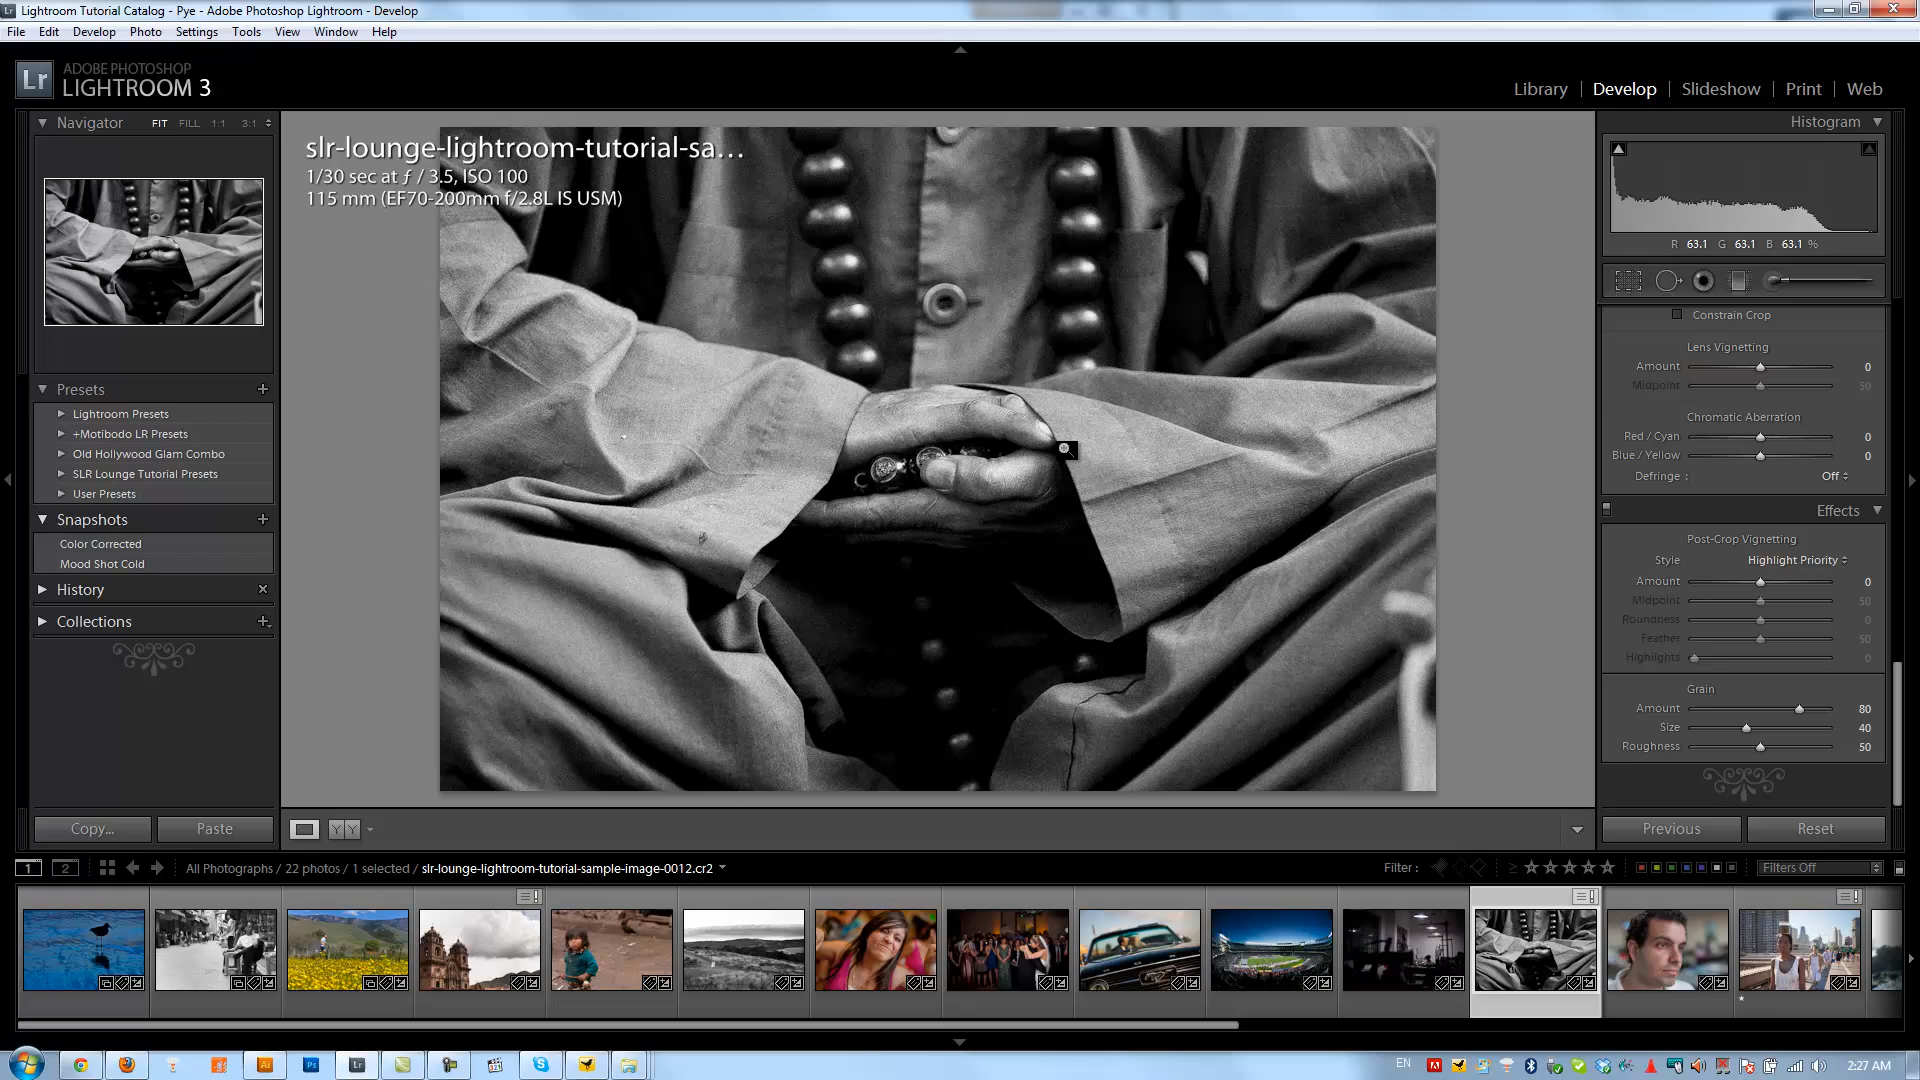 Lightroom Tutorial Catalog - Pye - Adobe Photoshop Lightroom - Develop
File Edit Develop Photo Settings Tools View Window Help
Lr ADOBE PHOTOSHOP
LIGHTROOM 3
Library | Develop | Slideshow | Print | Web
Navigator FIT FILL 1:1 3:1
Histogram
slr-lounge-lightroom-tutorial-sa...
1/30 sec at ƒ / 3.5, ISO 100
115 mm (EF70-200mm f/2.8L IS USM)
R 63.1 G 63.1 B 63.1 %
Constrain Crop
Lens Vignetting
Amount 0
Midpoint 50
Chromatic Aberration
Red / Cyan 0
Blue / Yellow 0
Defringe : Off
Effects
Post-Crop Vignetting
Style Highlight Priority
Amount 0
Midpoint 50
Roundness 0
Feather 50
Highlights 0
Grain
Amount 80
Size 40
Roughness 50
Presets
Lightroom Presets
+Motibodo LR Presets
Old Hollywood Glam Combo
SLR Lounge Tutorial Presets
User Presets
Snapshots
Color Corrected
Mood Shot Cold
History
Collections
Copy... Paste
Previous Reset
1 2 All Photographs / 22 photos / 1 selected / slr-lounge-lightroom-tutorial-sample-image-0012.cr2
Filter : Filters Off
EN 2:27 AM